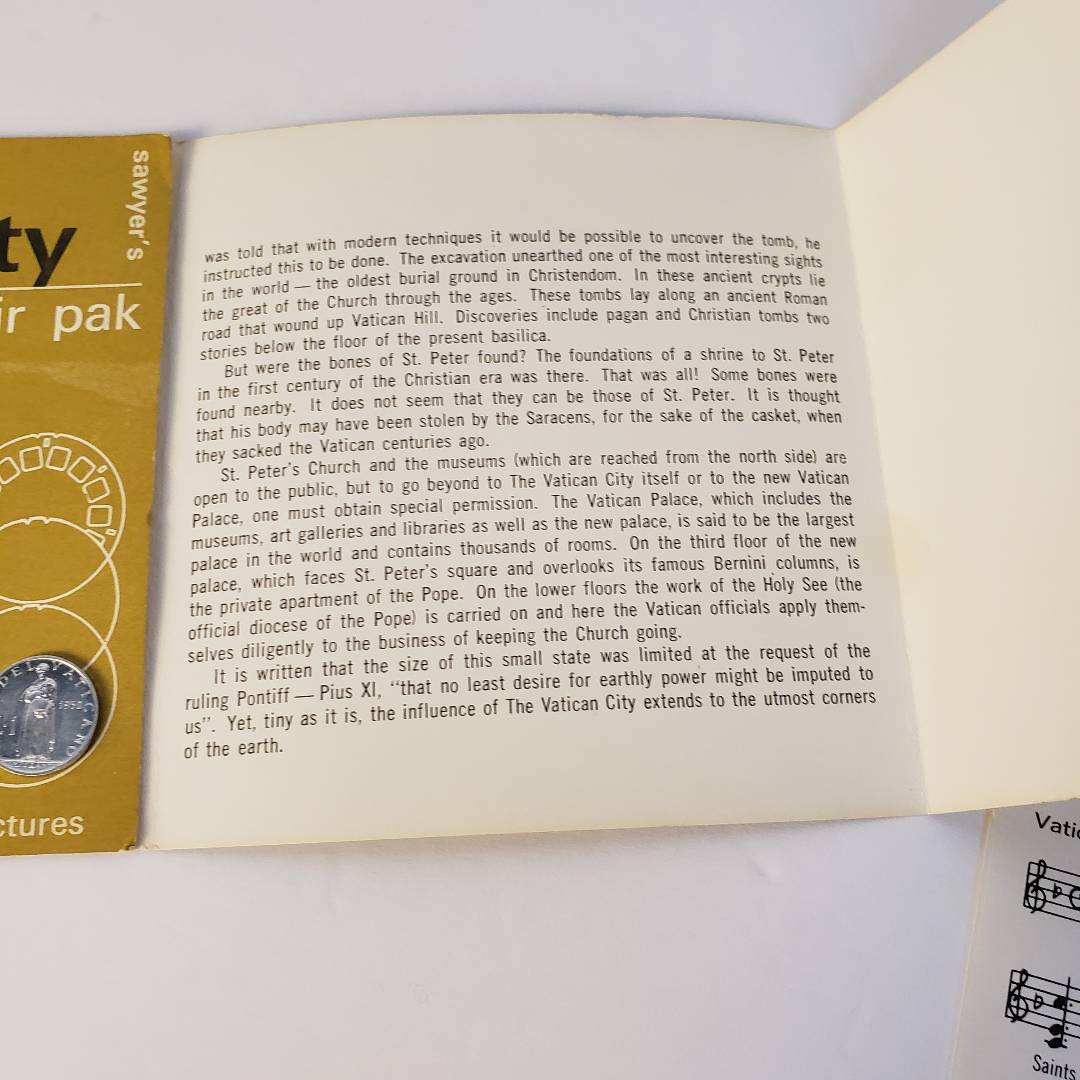 sawyer's
ty
ir pak
ctures
DEL VATICANO
was told that with modern techniques it would be possible to uncover the tomb, he
instructed this to be done. The excavation unearthed one of the most interesting sights
in the world — the oldest burial ground in Christendom. In these ancient crypts lie
the great of the Church through the ages. These tombs lay along an ancient Roman
road that wound up Vatican Hill. Discoveries include pagan and Christian tombs two
stories below the floor of the present basilica.
But were the bones of St. Peter found? The foundations of a shrine to St. Peter
in the first century of the Christian era was there. That was all! Some bones were
found nearby. It does not seem that they can be those of St. Peter. It is thought
that his body may have been stolen by the Saracens, for the sake of the casket, when
they sacked the Vatican centuries ago.
St. Peter's Church and the museums (which are reached from the north side) are
open to the public, but to go beyond to The Vatican City itself or to the new Vatican
Palace, one must obtain special permission. The Vatican Palace, which includes the
museums, art galleries and libraries as well as the new palace, is said to be the largest
palace in the world and contains thousands of rooms. On the third floor of the new
palace, which faces St. Peter's square and overlooks its famous Bernini columns, is
the private apartment of the Pope. On the lower floors the work of the Holy See (the
official diocese of the Pope) is carried on and here the Vatican officials apply them-
selves diligently to the business of keeping the Church going.
It is written that the size of this small state was limited at the request of the
ruling Pontiff — Pius XI, "that no least desire for earthly power might be imputed to
us". Yet, tiny as it is, the influence of The Vatican City extends to the utmost corners
of the earth.
Vatic
Saints